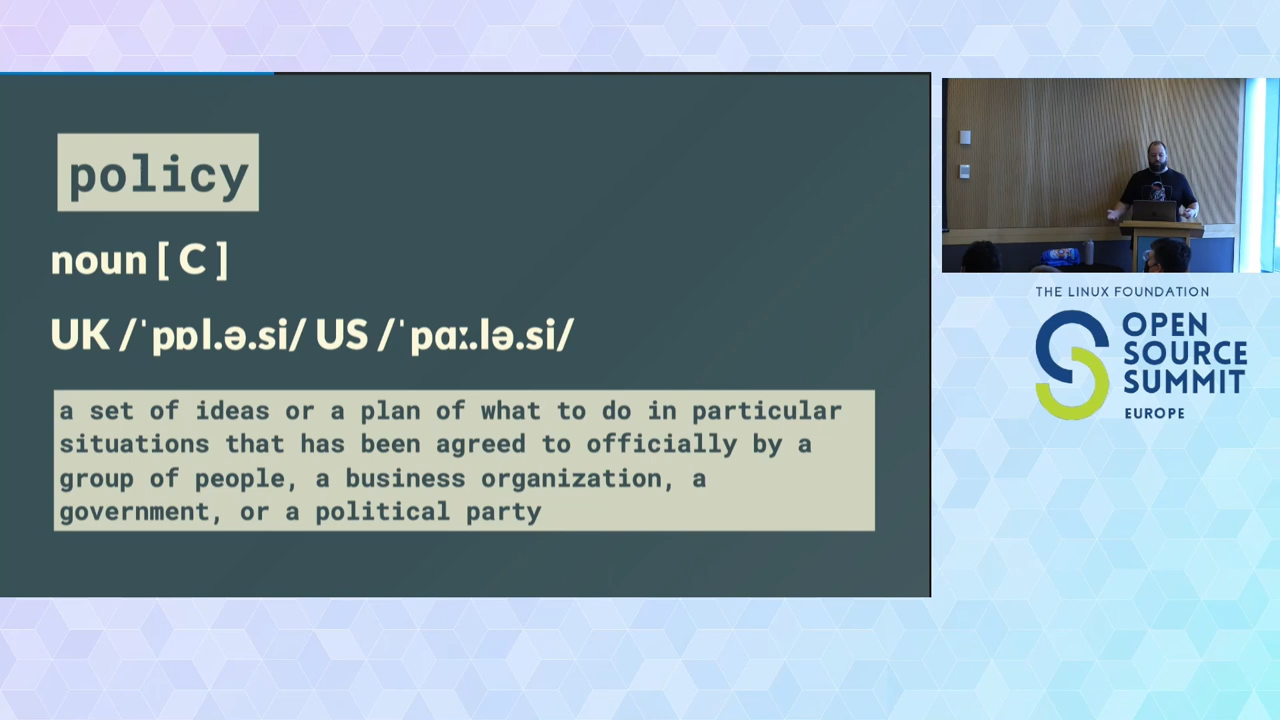 policy
noun [ C ]
UK /ˈpɒl.ə.si/ US /ˈpɑː.lə.si/
a set of ideas or a plan of what to do in particular
situations that has been agreed to officially by a
group of people, a business organization, a
government, or a political party
THE LINUX FOUNDATION
OPEN
SOURCE
SUMMIT
EUROPE